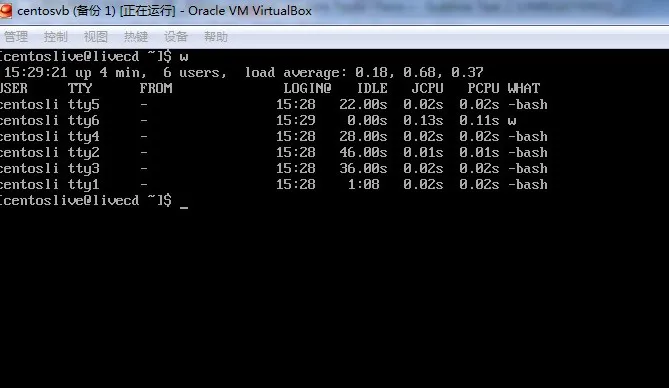 centosvb (备份 1) [正在运行] - Oracle VM VirtualBox
管理 控制 视图 热键 设备 帮助
[centoslive@livecd ~]$ w
15:29:21 up 4 min, 6 users, load average: 0.18, 0.68, 0.37
USER TTY FROM LOGIN@ IDLE JCPU PCPU WHAT
centosli tty5 - 15:28 22.00s 0.02s 0.02s -bash
centosli tty6 - 15:29 0.00s 0.13s 0.11s w
centosli tty4 - 15:28 28.00s 0.02s 0.02s -bash
centosli tty2 - 15:28 46.00s 0.01s 0.01s -bash
centosli tty3 - 15:28 36.00s 0.02s 0.02s -bash
centosli tty1 - 15:28 1:08 0.02s 0.02s -bash
[centoslive@livecd ~]$ _